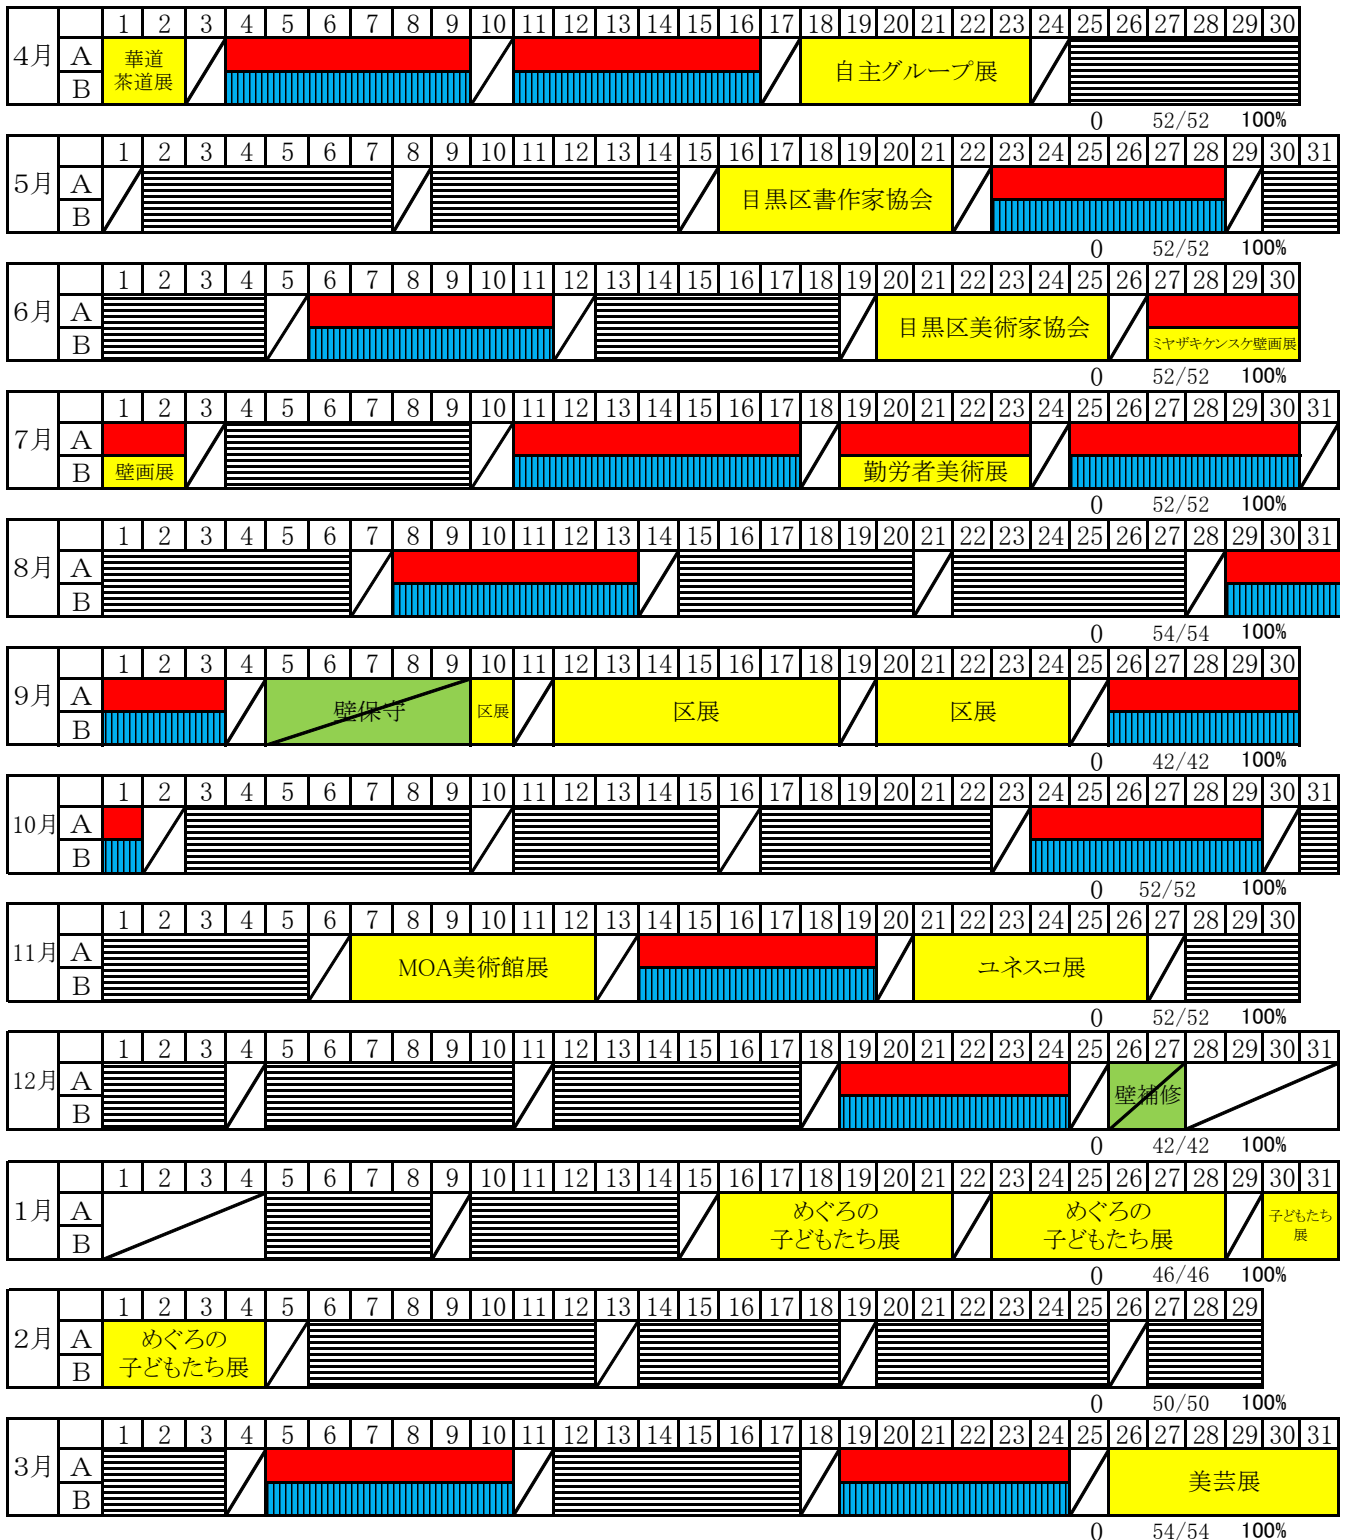 1 2 3 4 5 6 7 8 9 10 11 12 13 14 15 16 17 18 19 20 21 22 23 24 25 26 27 28 29 30
4月 A 華道 自主グループ展
B 茶道展
0 52/52 100%
1 2 3 4 5 6 7 8 9 10 11 12 13 14 15 16 17 18 19 20 21 22 23 24 25 26 27 28 29 30 31
5月 A 目黒区書作家協会
B
0 52/52 100%
1 2 3 4 5 6 7 8 9 10 11 12 13 14 15 16 17 18 19 20 21 22 23 24 25 26 27 28 29 30
6月 A 目黒区美術家協会
B ミヤザキケンスケ壁画展
0 52/52 100%
1 2 3 4 5 6 7 8 9 10 11 12 13 14 15 16 17 18 19 20 21 22 23 24 25 26 27 28 29 30 31
7月 A
B 壁画展 勤労者美術展
0 52/52 100%
1 2 3 4 5 6 7 8 9 10 11 12 13 14 15 16 17 18 19 20 21 22 23 24 25 26 27 28 29 30 31
8月 A
B
0 54/54 100%
1 2 3 4 5 6 7 8 9 10 11 12 13 14 15 16 17 18 19 20 21 22 23 24 25 26 27 28 29 30
9月 A 壁保守 区展 区展 区展
B
0 42/42 100%
1 2 3 4 5 6 7 8 9 10 11 12 13 14 15 16 17 18 19 20 21 22 23 24 25 26 27 28 29 30 31
10月 A
B
0 52/52 100%
1 2 3 4 5 6 7 8 9 10 11 12 13 14 15 16 17 18 19 20 21 22 23 24 25 26 27 28 29 30
11月 A MOA美術館展 ユネスコ展
B
0 52/52 100%
1 2 3 4 5 6 7 8 9 10 11 12 13 14 15 16 17 18 19 20 21 22 23 24 25 26 27 28 29 30 31
12月 A 壁補修
B
0 42/42 100%
1 2 3 4 5 6 7 8 9 10 11 12 13 14 15 16 17 18 19 20 21 22 23 24 25 26 27 28 29 30 31
1月 A めぐろの めぐろの 子どもたち
B 子どもたち展 子どもたち展 展
0 46/46 100%
1 2 3 4 5 6 7 8 9 10 11 12 13 14 15 16 17 18 19 20 21 22 23 24 25 26 27 28 29
2月 A めぐろの
B 子どもたち展
0 50/50 100%
1 2 3 4 5 6 7 8 9 10 11 12 13 14 15 16 17 18 19 20 21 22 23 24 25 26 27 28 29 30 31
3月 A 美芸展
B
0 54/54 100%